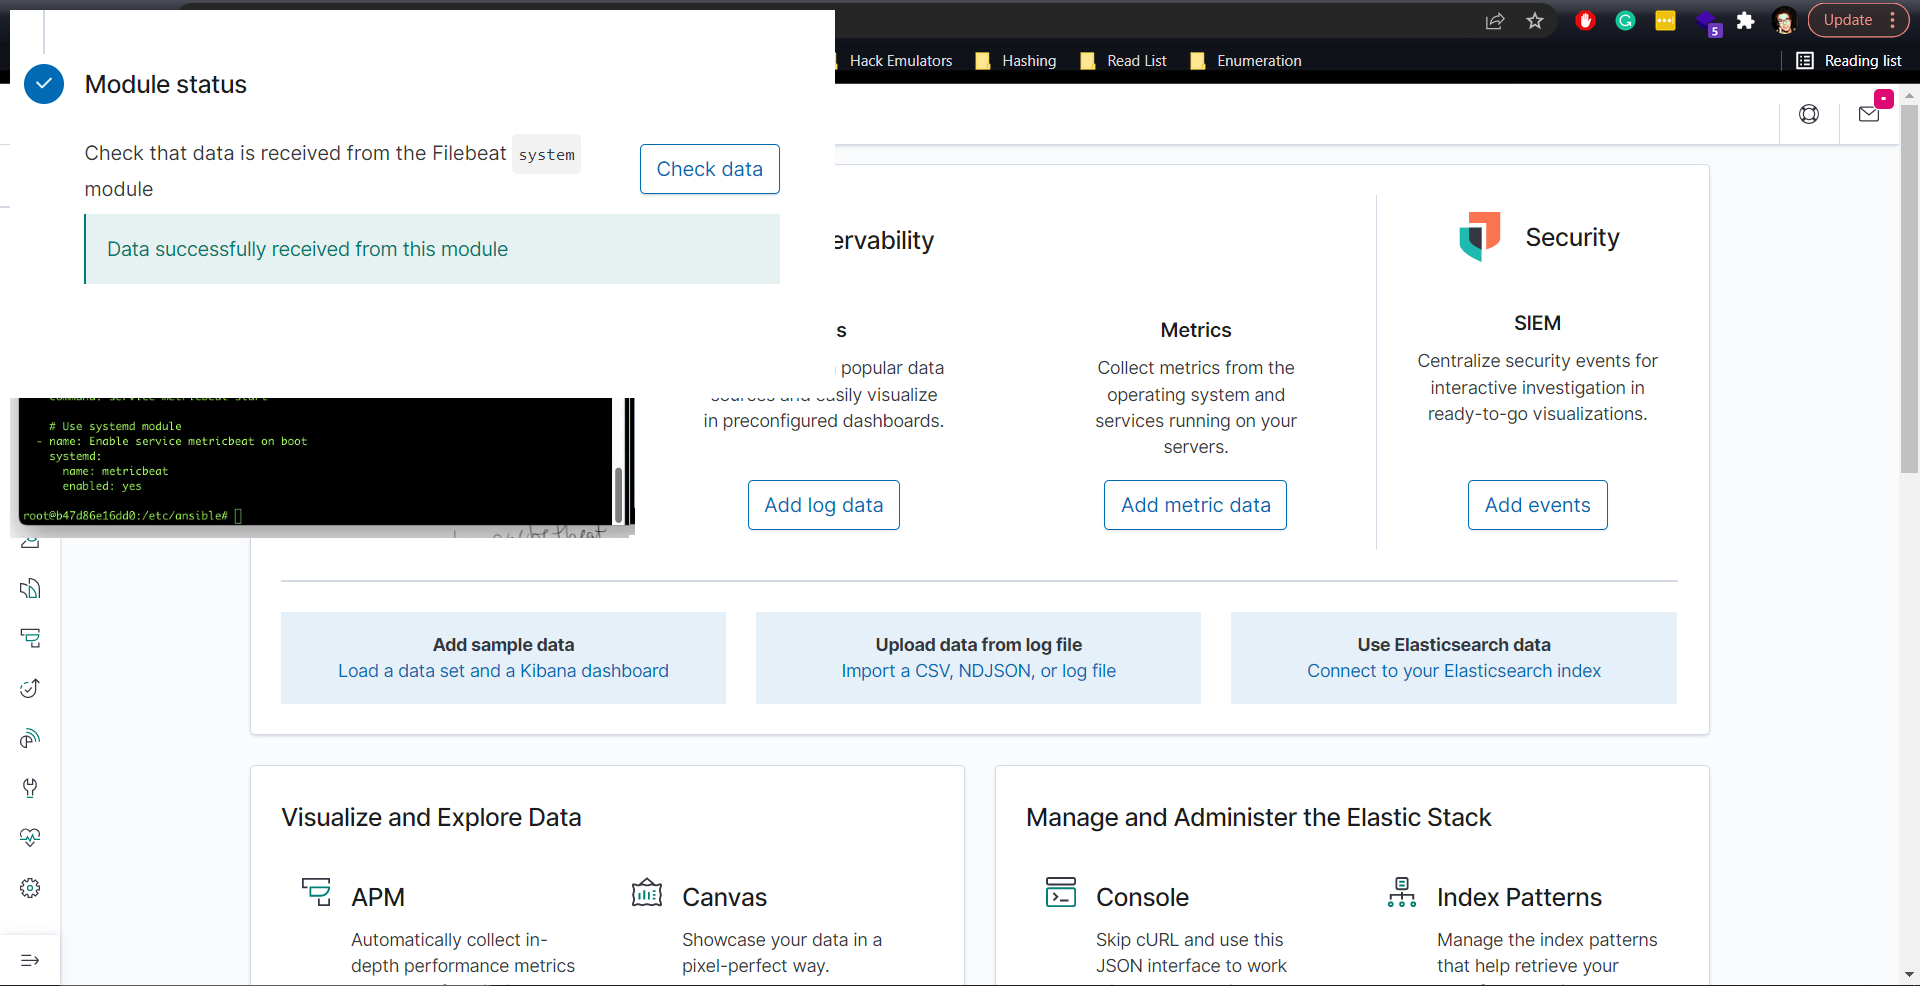 Update
5
Hack Emulators
Hashing
Read List
Enumeration
Reading list
Module status
Check that data is received from the Filebeat system
module
Check data
Data successfully received from this module
ervability
Security
s
popular data
sources and easily visualize
in preconfigured dashboards.
Add log data
Metrics
Collect metrics from the
operating system and
services running on your
servers.
Add metric data
SIEM
Centralize security events for
interactive investigation in
ready-to-go visualizations.
Add events
command: service metricbeat start
# Use systemd module
- name: Enable service metricbeat on boot
systemd:
name: metricbeat
enabled: yes
root@b47d86e16dd0:/etc/ansible#
Add sample data
Load a data set and a Kibana dashboard
Upload data from log file
Import a CSV, NDJSON, or log file
Use Elasticsearch data
Connect to your Elasticsearch index
Visualize and Explore Data
APM
Automatically collect in-
depth performance metrics
Canvas
Showcase your data in a
pixel-perfect way.
Manage and Administer the Elastic Stack
Console
Skip cURL and use this
JSON interface to work
Index Patterns
Manage the index patterns
that help retrieve your